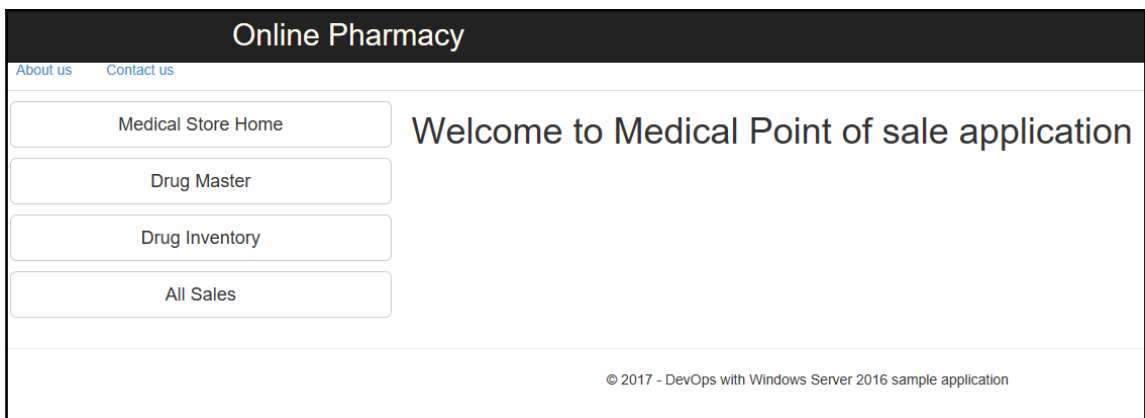 Online Pharmacy
About us Contact us
Medical Store Home
Welcome to Medical Point of sale application
Drug Master
Drug Inventory
All Sales
© 2017 - DevOps with Windows Server 2016 sample application